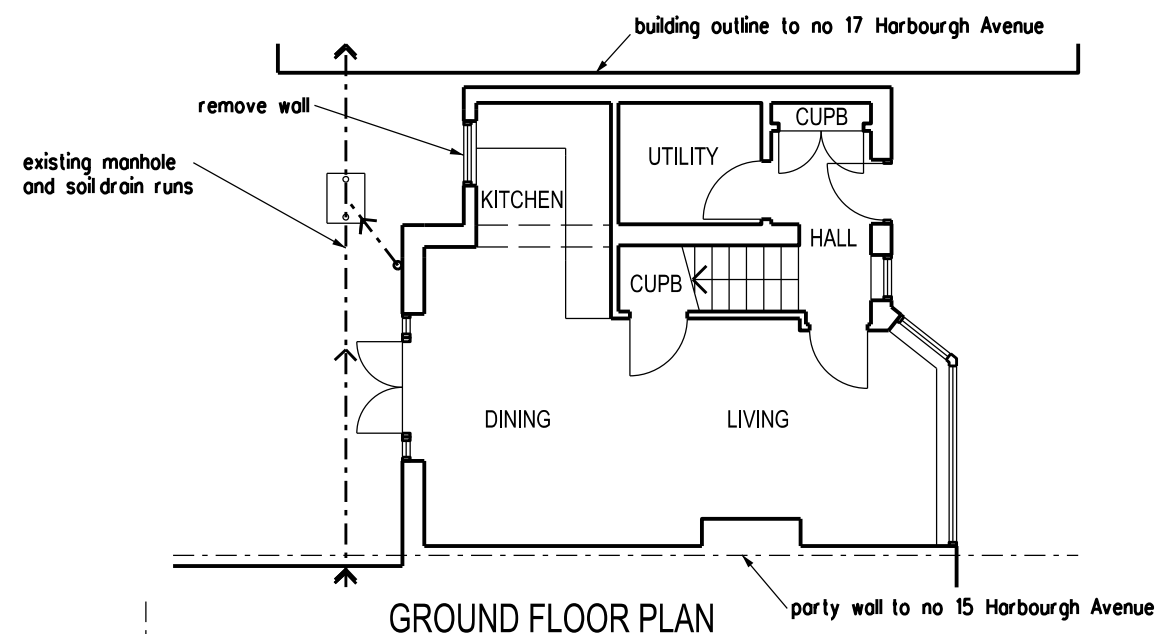 building outline to no 17 Harbourgh Avenue
remove wall
CUPB
existing manhole
and soil drain runs
UTILITY
KITCHEN
HALL
CUPB
DINING
LIVING
GROUND FLOOR PLAN
party wall to no 15 Harbourgh Avenue